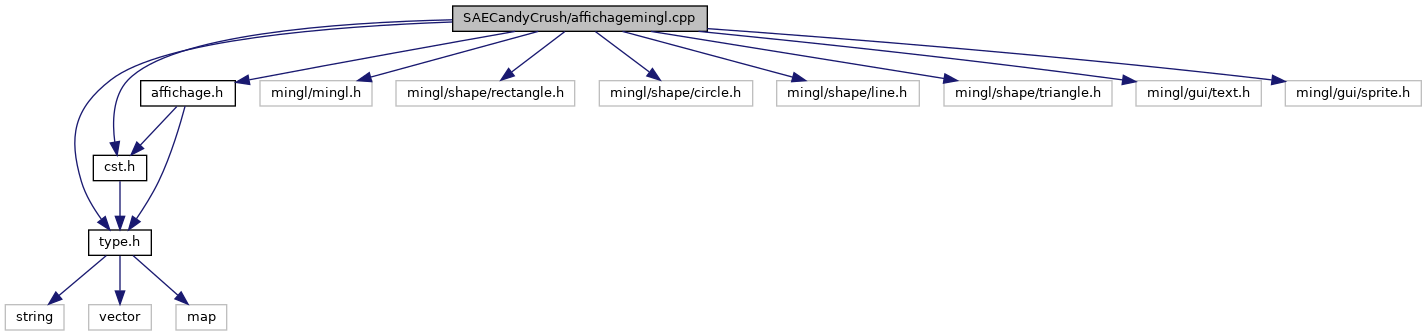 SAECandyCrush/affichagemingl.cpp
affichage.h
mingl/mingl.h
mingl/shape/rectangle.h
mingl/shape/circle.h
mingl/shape/line.h
mingl/shape/triangle.h
mingl/gui/text.h
mingl/gui/sprite.h
cst.h
type.h
string
vector
map